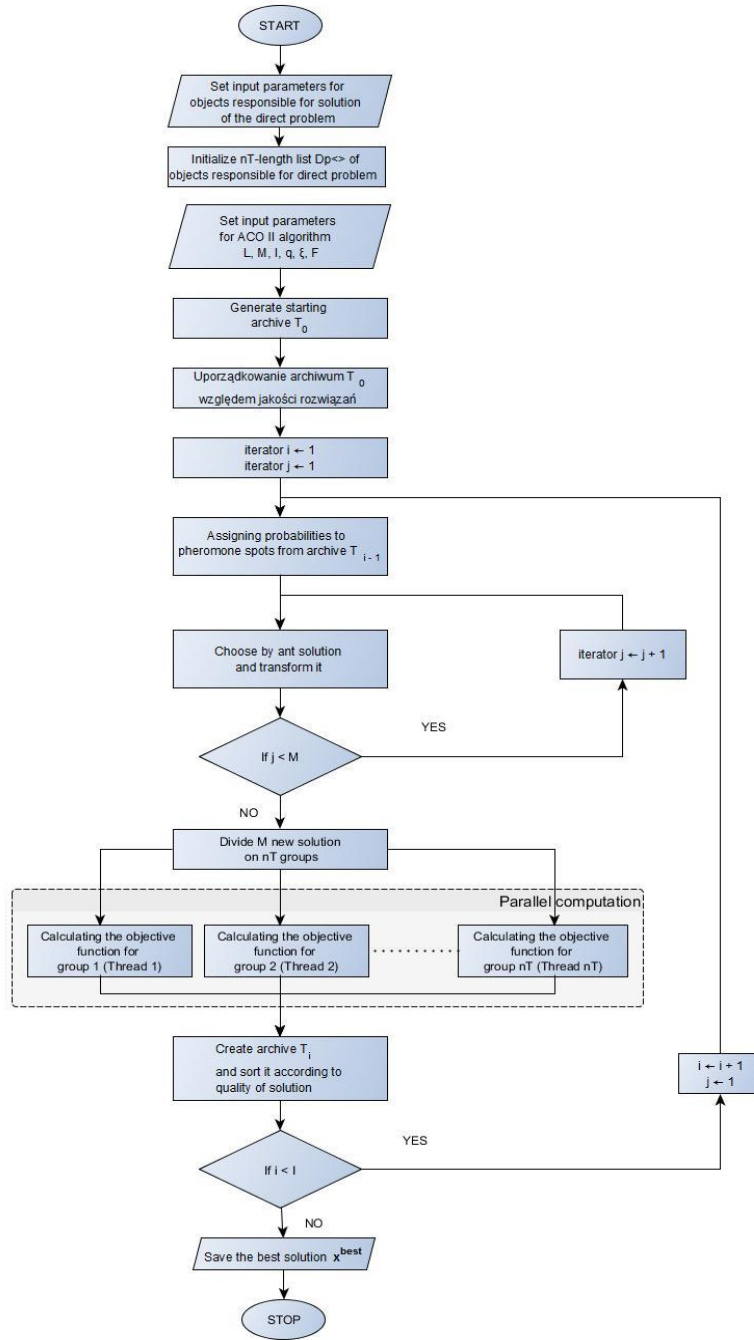 START
Set input parameters for
objects responsible for solution
of the direct problem
Initialize nT-length list Dp<> of
objects responsible for direct problem
Set input parameters
for ACO II algorithm
L, M, I, q, ξ, F
Generate starting
archive T0
Uporządkowanie archiwum T0
względem jakości rozwiązań
iterator i ← 1
iterator j ← 1
Assigning probabilities to
pheromone spots from archive T i - 1
Choose by ant solution
and transform it
iterator j ← j + 1
YES
If j < M
NO
Divide M new solution
on nT groups
Parallel computation
Calculating the objective
function for
group 1 (Thread 1)
Calculating the objective
function for
group 2 (Thread 2)
Calculating the objective
function for
group nT (Thread nT)
Create archive Ti
and sort it according to
quality of solution
i ← i + 1
j ← 1
YES
If i < I
NO
Save the best solution x^best
STOP